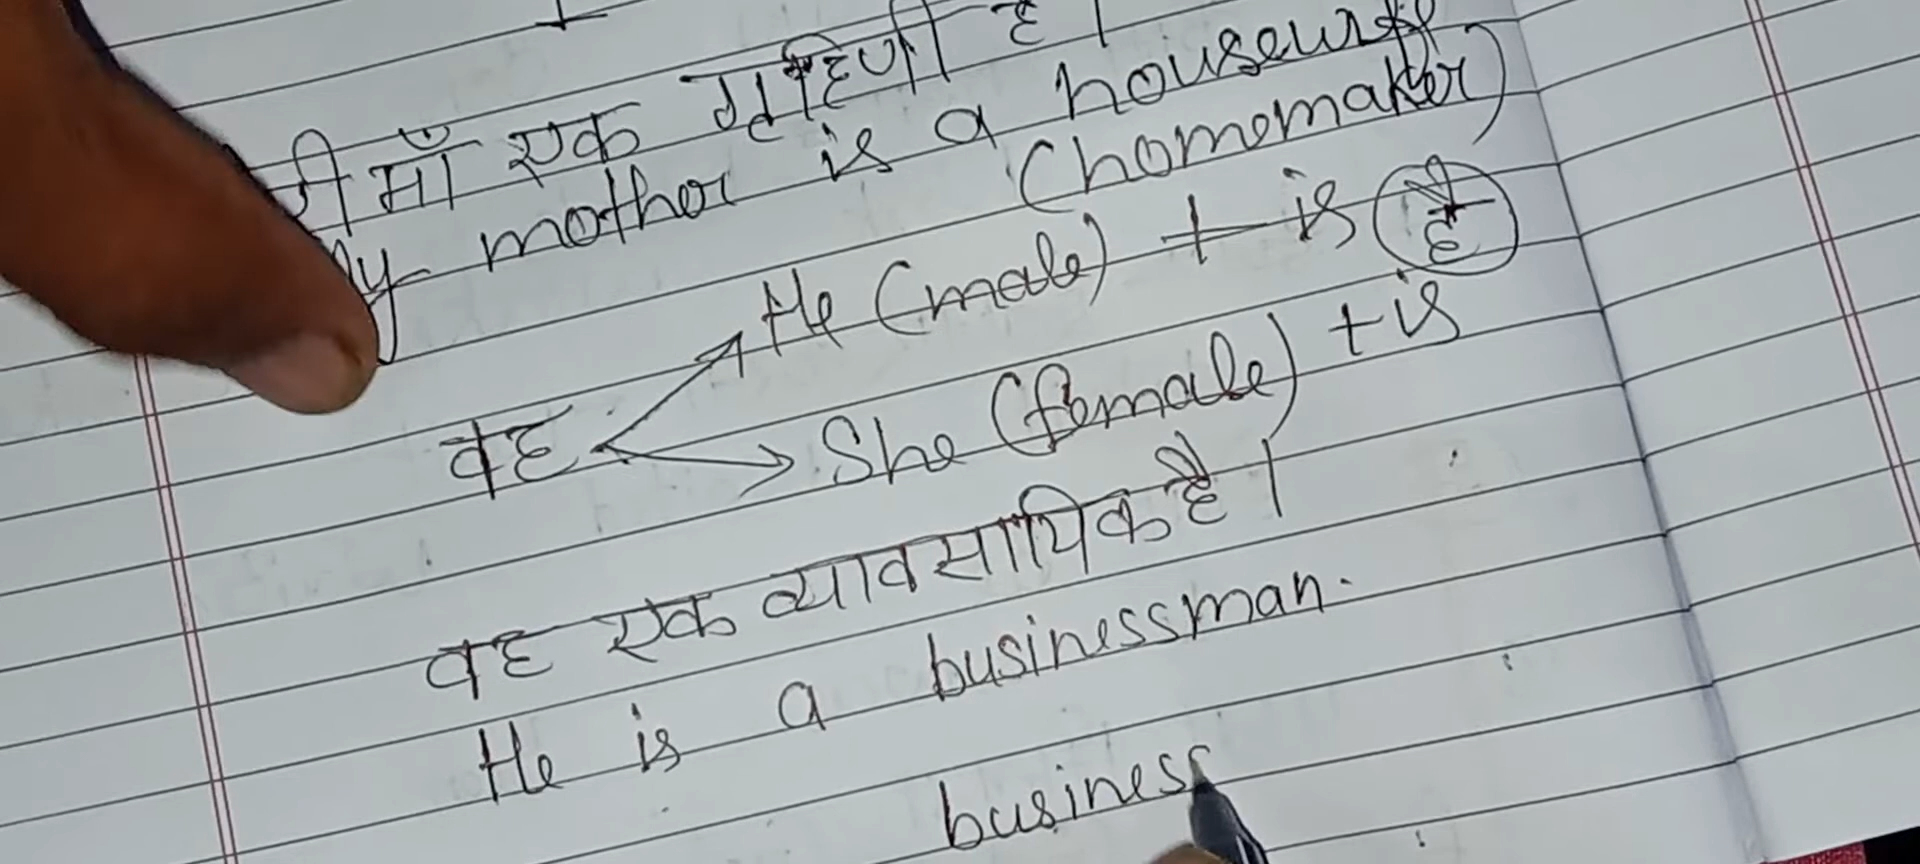 माँ एक गृहिणी है।
mother is a housewife
(homemaker)
He (male) + is है
वह
She (female) + is
वह एक व्यावसायिक है।
He is a businessman.
business